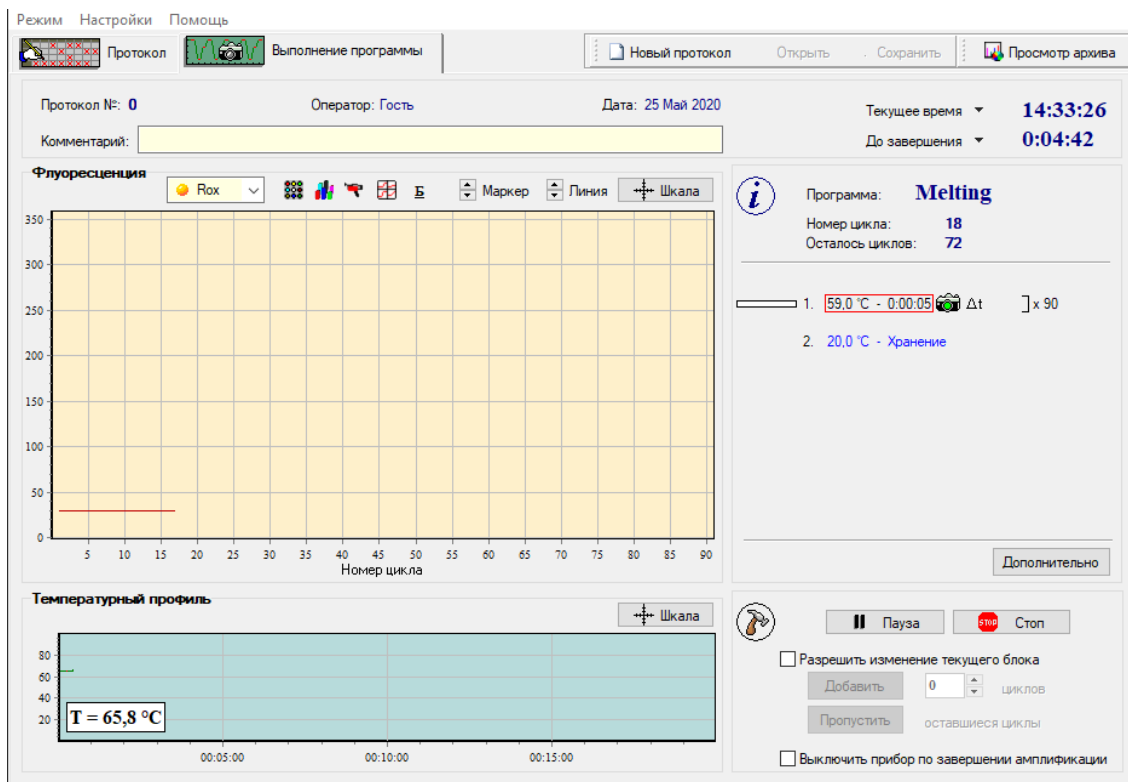 Режим Настройки Помощь
Протокол Выполнение программы Новый протокол Открыть Сохранить Просмотр архива
Протокол №: 0 Оператор: Гость Дата: 25 Май 2020 Текущее время 14:33:26
Комментарий: До завершения 0:04:42
Флуоресценция
Rox Б Маркер Линия Шкала
Программа: Melting
Номер цикла: 18
Осталось циклов: 72
350
300
250
200
150
100
50
0
1. 59,0 °C - 0:00:05 Δt ] x 90
2. 20,0 °C - Хранение
5 10 15 20 25 30 35 40 45 50 55 60 65 70 75 80 85 90
Номер цикла
Дополнительно
Температурный профиль
Шкала
80
60
40
20
T = 65,8 °C
00:05:00 00:10:00 00:15:00
Пауза STOP Стоп
Разрешить изменение текущего блока
Добавить 0 циклов
Пропустить оставшиеся циклы
Выключить прибор по завершении амплификации